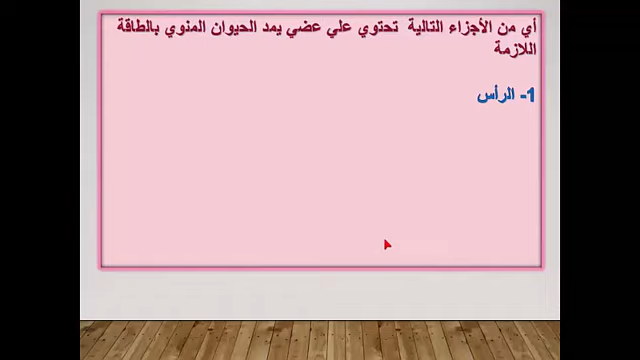 أي من الأجزاء التالية تحتوي علي عضي يمد الحيوان المنوي بالطاقة
اللازمة
1- الرأس